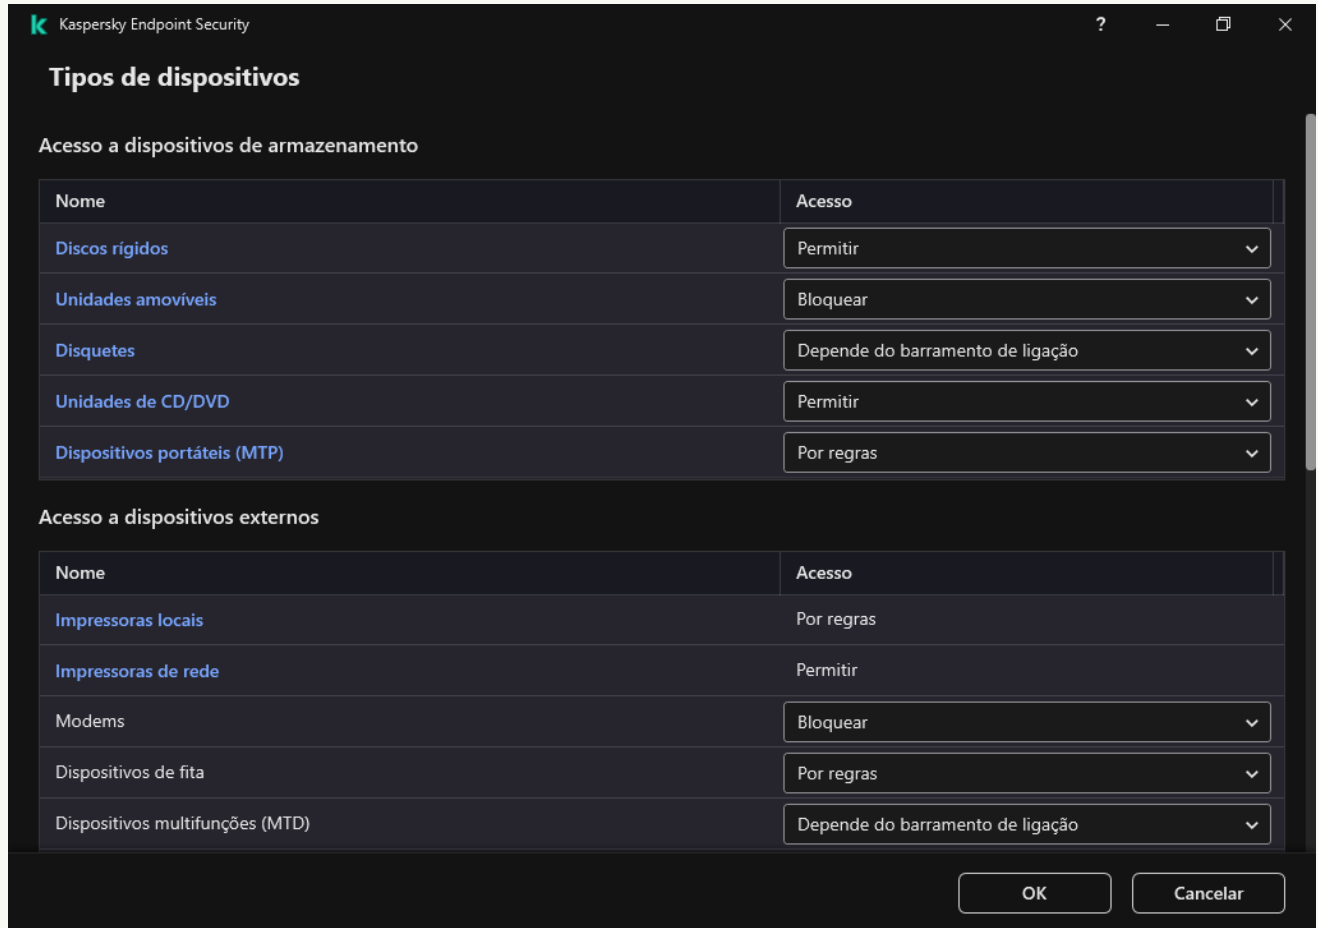 Kaspersky Endpoint Security
?
Tipos de dispositivos
Acesso a dispositivos de armazenamento
Nome Acesso
Discos rígidos Permitir
Unidades amovíveis Bloquear
Disquetes Depende do barramento de ligação
Unidades de CD/DVD Permitir
Dispositivos portáteis (MTP) Por regras
Acesso a dispositivos externos
Nome Acesso
Impressoras locais Por regras
Impressoras de rede Permitir
Modems Bloquear
Dispositivos de fita Por regras
Dispositivos multifunções (MTD) Depende do barramento de ligação
OK Cancelar